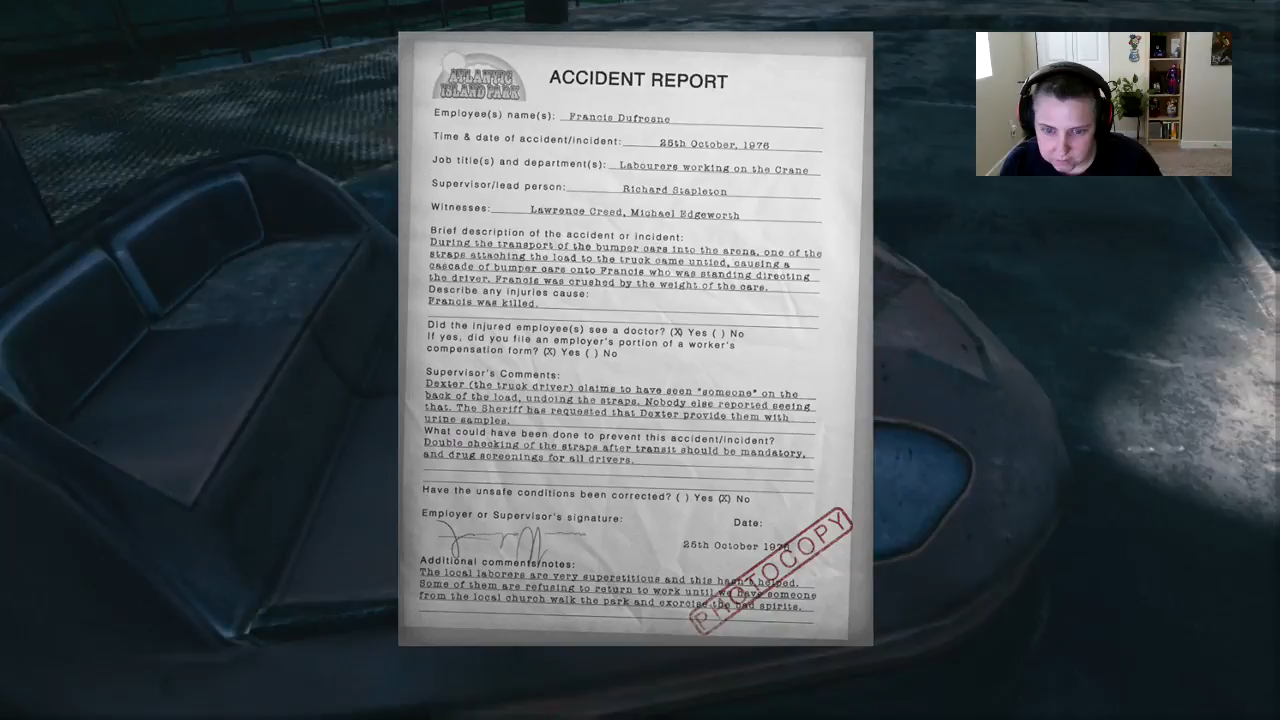 ATLANTIC
ISLAND PARK
ACCIDENT REPORT
Employee(s) name(s): Francis Dufresne
Time & date of accident/incident: 25th October, 1976
Job title(s) and department(s): Labourers working on the Crane
Supervisor/lead person: Richard Stapleton
Witnesses: Lawrence Creed, Michael Edgeworth
Brief description of the accident or incident:
During the transport of the bumper cars into the arena, one of the
straps attaching the load to the truck came untied, causing a
cascade of bumper cars onto Francis who was standing directing
the driver. Francis was crushed by the weight of the cars.
Describe any injuries cause:
Francis was killed.
Did the injured employee(s) see a doctor? (X) Yes ( ) No
If yes, did you file an employer's portion of a worker's
compensation form? (X) Yes ( ) No
Supervisor's Comments:
Dexter (the truck driver) claims to have seen "someone" on the
back of the load, undoing the straps. Nobody else reported seeing
that. The Sheriff has requested that Dexter provide them with
urine samples.
What could have been done to prevent this accident/incident?
Double checking of the straps after transit should be mandatory,
and drug screenings for all drivers.
Have the unsafe conditions been corrected? ( ) Yes (X) No
Employer or Supervisor's signature:
Date:
25th October 1976
Additional comments/notes:
The local laborers are very superstitious and this hasn't helped.
Some of them are refusing to return to work until we have someone
from the local church walk the park and exorcise the bad spirits.
PHOTOCOPY